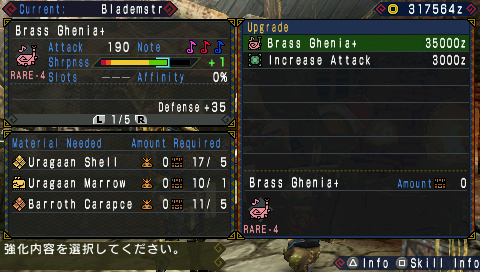 Current: Blademstr
317564z
Brass Ghenia+
Attack 190 Note
Shrpnss +1
RARE-4
Slots --- Affinity 0%
Defense +35
L 1/5 R
Material Needed Amount Required
Uragaan Shell 0 17/ 5
Uragaan Marrow 0 10/ 1
Barroth Carapce 0 11/ 5
Upgrade
Brass Ghenia+ 35000z
Increase Attack 3000z
Brass Ghenia+ Amount 0
RARE-4
強化内容を選択してください。
Info Skill Info